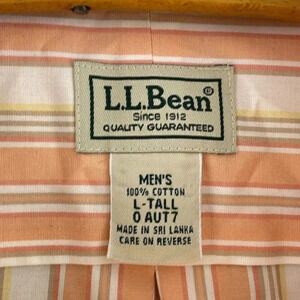 L.L.Bean
Since 1912
QUALITY GUARANTEED
MEN'S
100% COTTON
L-TALL
0 AUT7
MADE IN SRI LANKA
CARE ON REVERSE